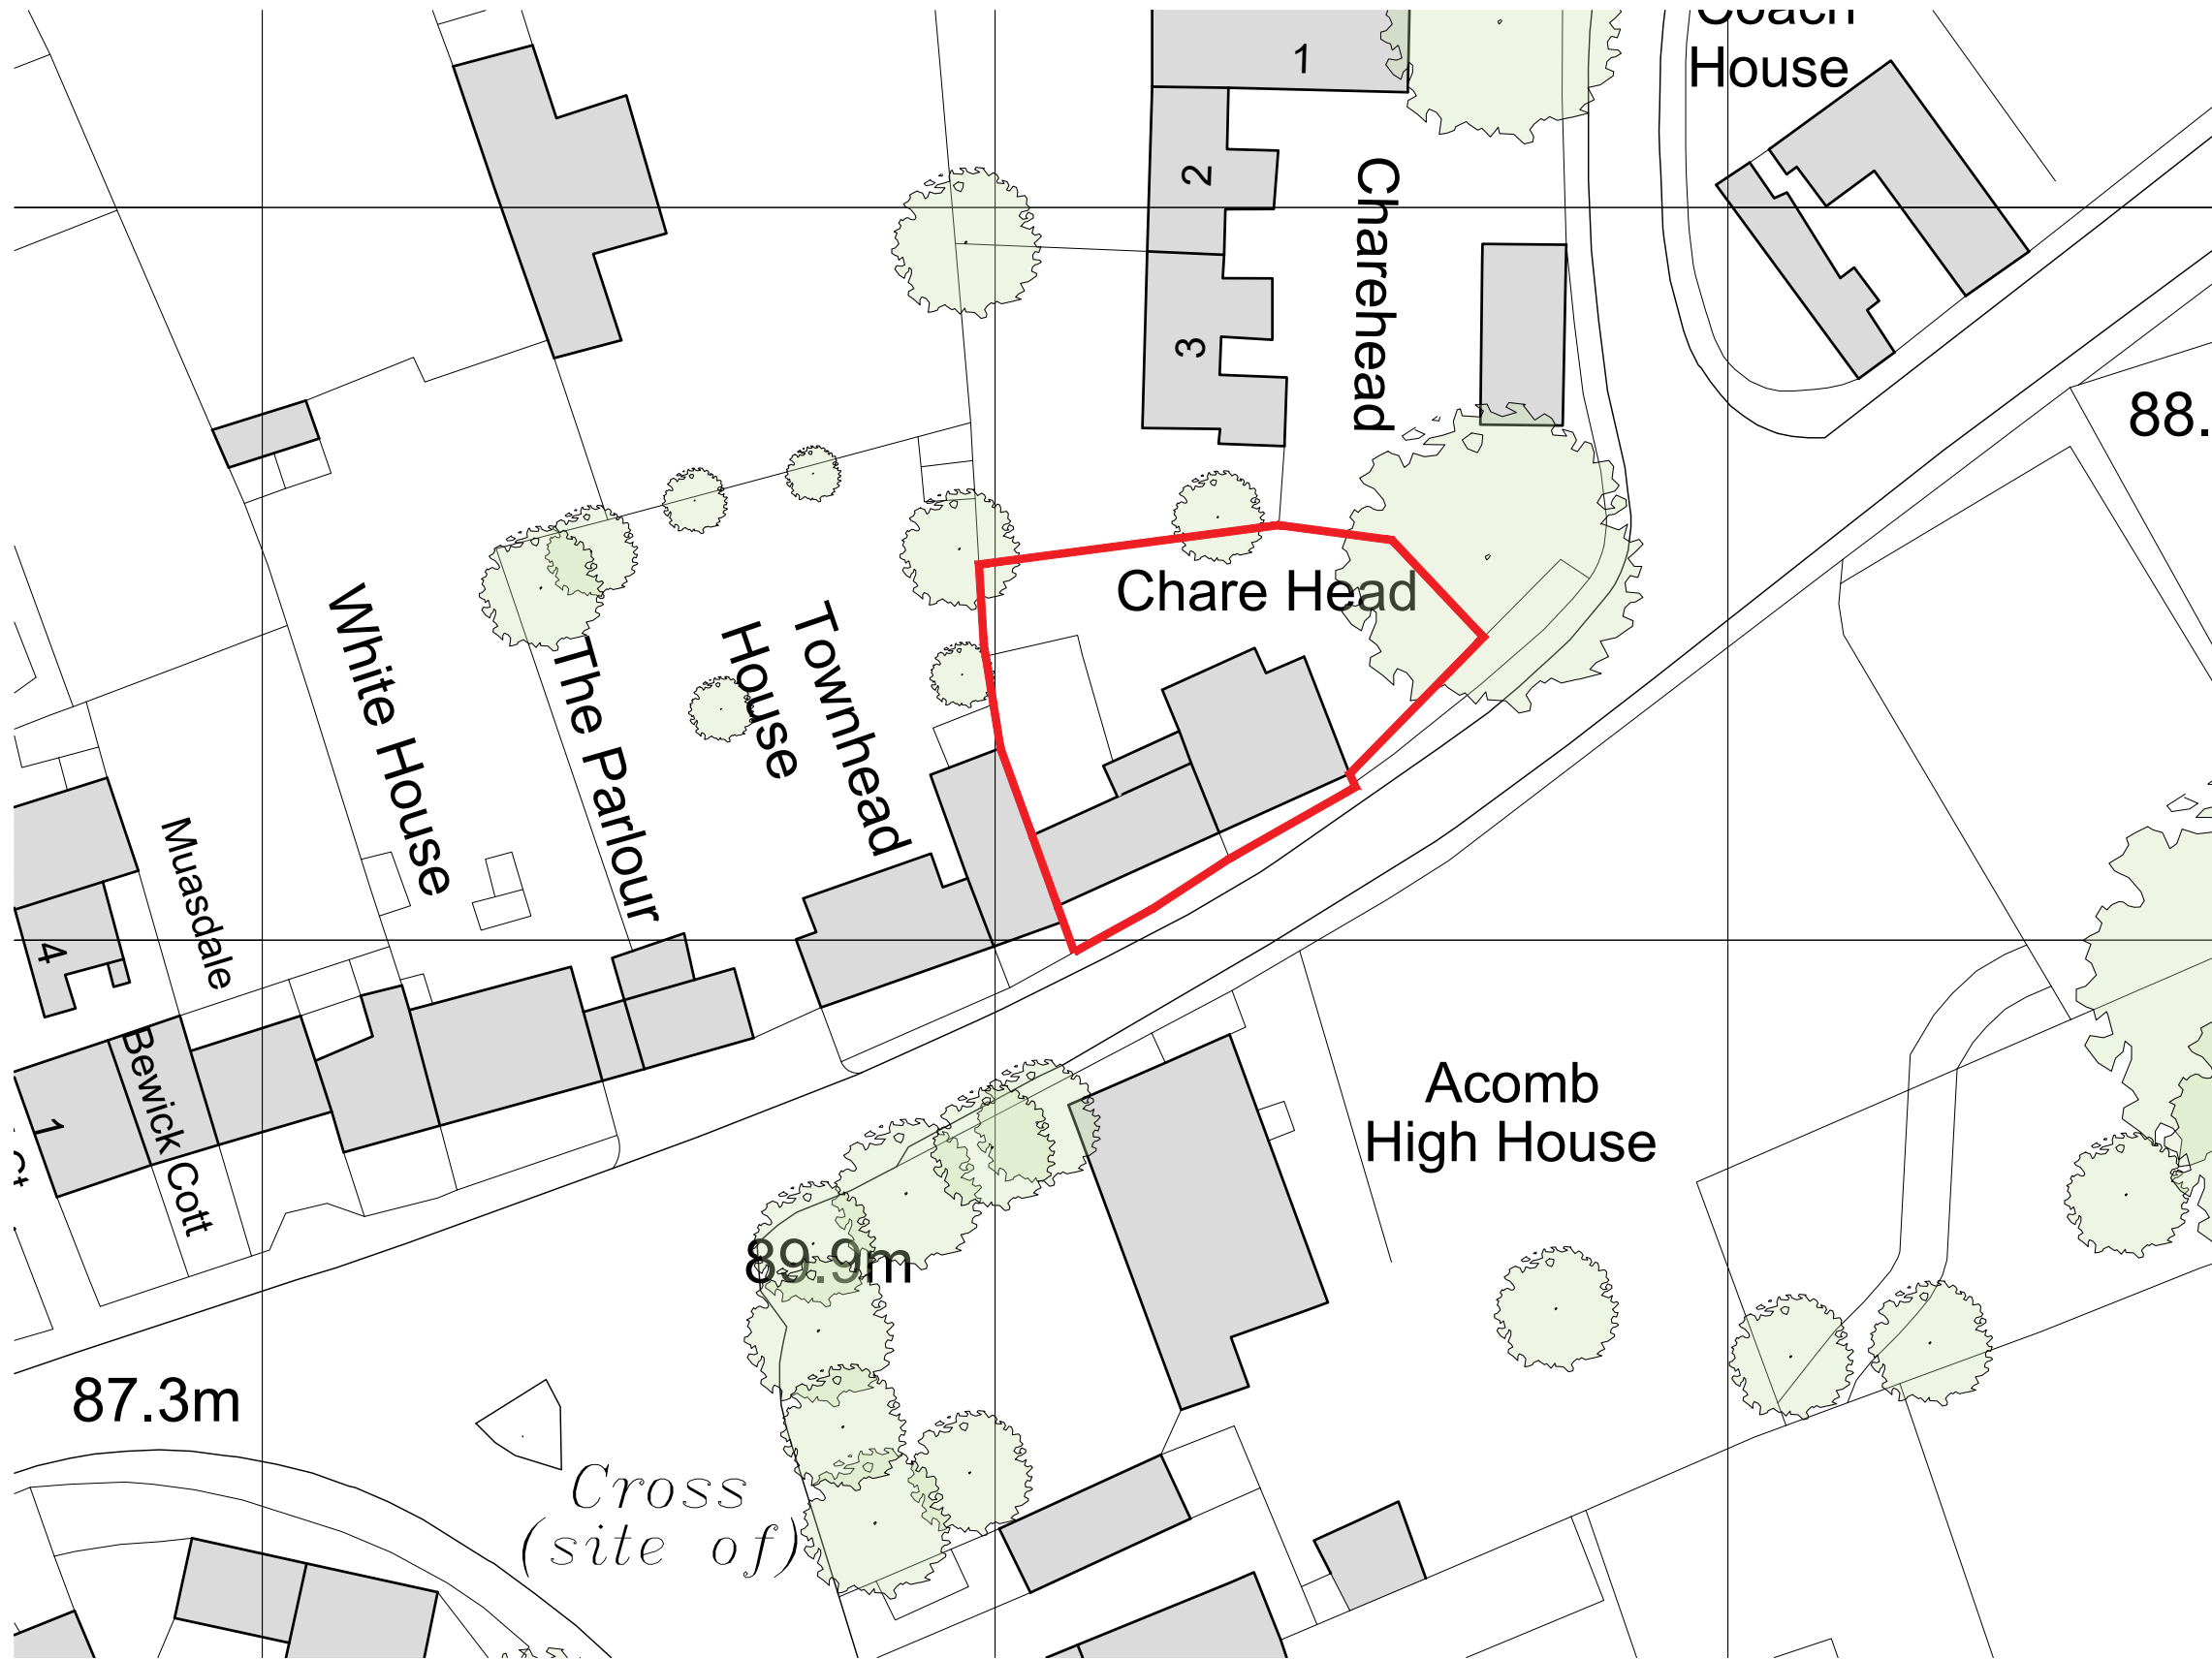 Coach
House
1
2
Charehead
3
88.
Chare Head
White House
The Parlour
Townhead
House
Muasdale
4
Bewick Cott
1
Acomb
High House
89.9m
87.3m
Cross
(site of)